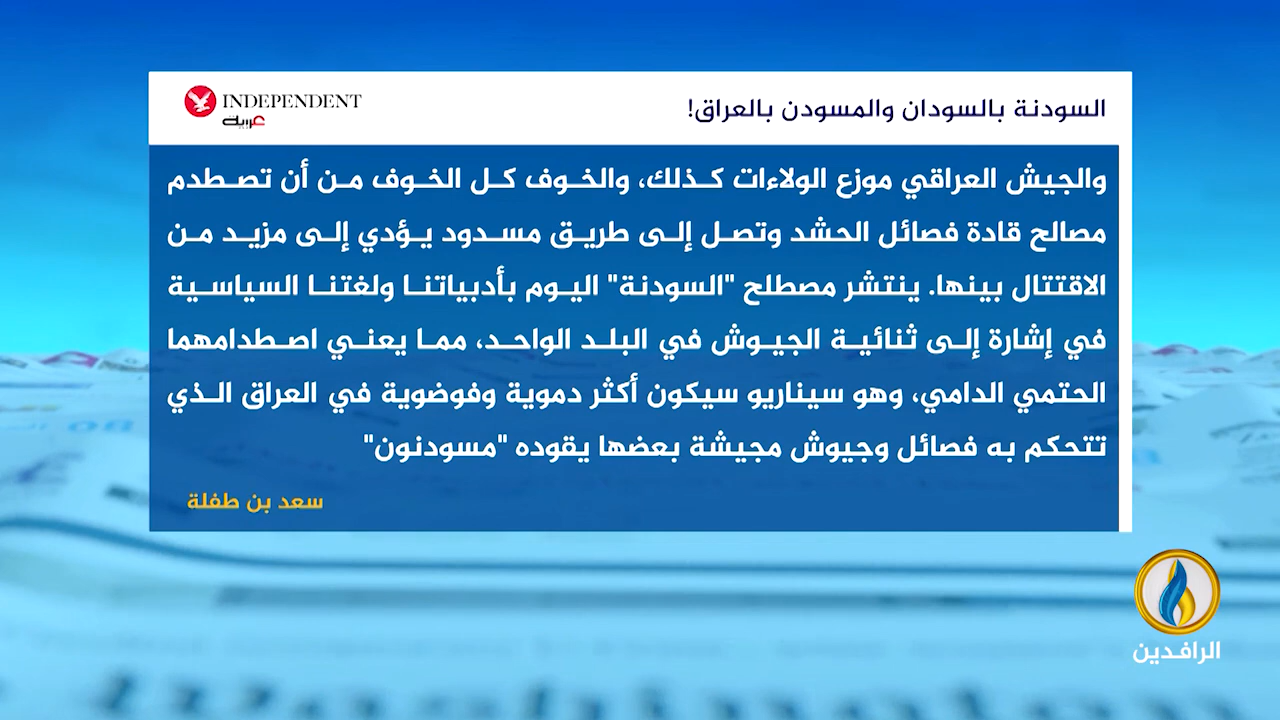 السودنة بالسودان والمسودن بالعراق!
INDEPENDENT
عربية
والجيش العراقي موزع الولاءات كذلك، والخوف كل الخوف من أن تصطدم
مصالح قادة فصائل الحشد وتصل إلى طريق مسدود يؤدي إلى مزيد من
الاقتتال بينها. ينتشر مصطلح "السودنة" اليوم بأدبياتنا ولغتنا السياسية
في إشارة إلى ثنائية الجيوش في البلد الواحد، مما يعني اصطدامهما
الحتمي الدامي، وهو سيناريو سيكون أكثر دموية وفوضوية في العراق الذي
تتحكم به فصائل وجيوش مجيشة بعضها يقوده "مسودنون"
سعد بن طفلة
الرافدين